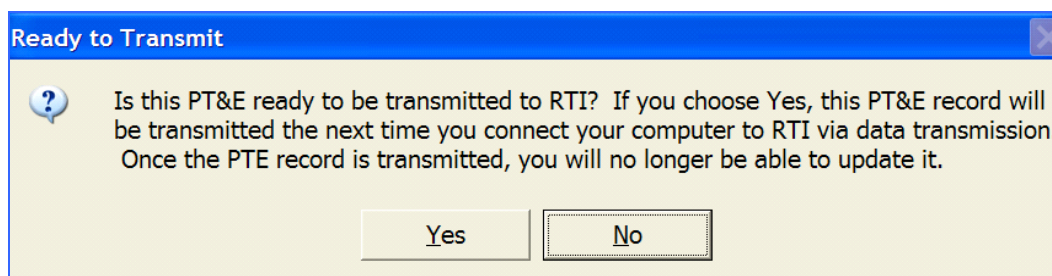 Ready to Transmit
Is this PT&E ready to be transmitted to RTI?  If you choose Yes, this PT&E record will
be transmitted the next time you connect your computer to RTI via data transmission
Once the PTE record is transmitted, you will no longer be able to update it.
Yes
No